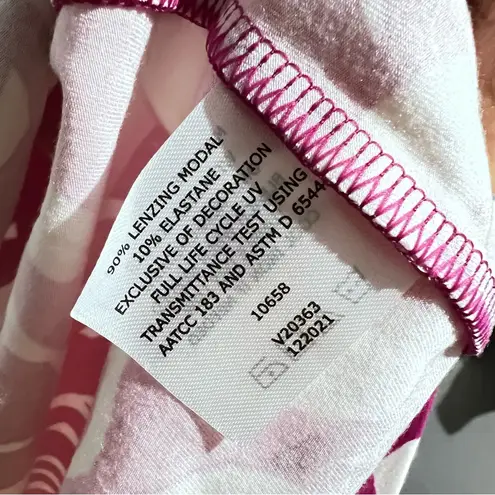 90% LENZING MODAL
10% ELASTANE
EXCLUSIVE OF DECORATION
FULL LIFE CYCLE UV
TRANSMITTANCE TEST USING
AATCC 183 AND ASTM D 6544
10658
V20363
122021